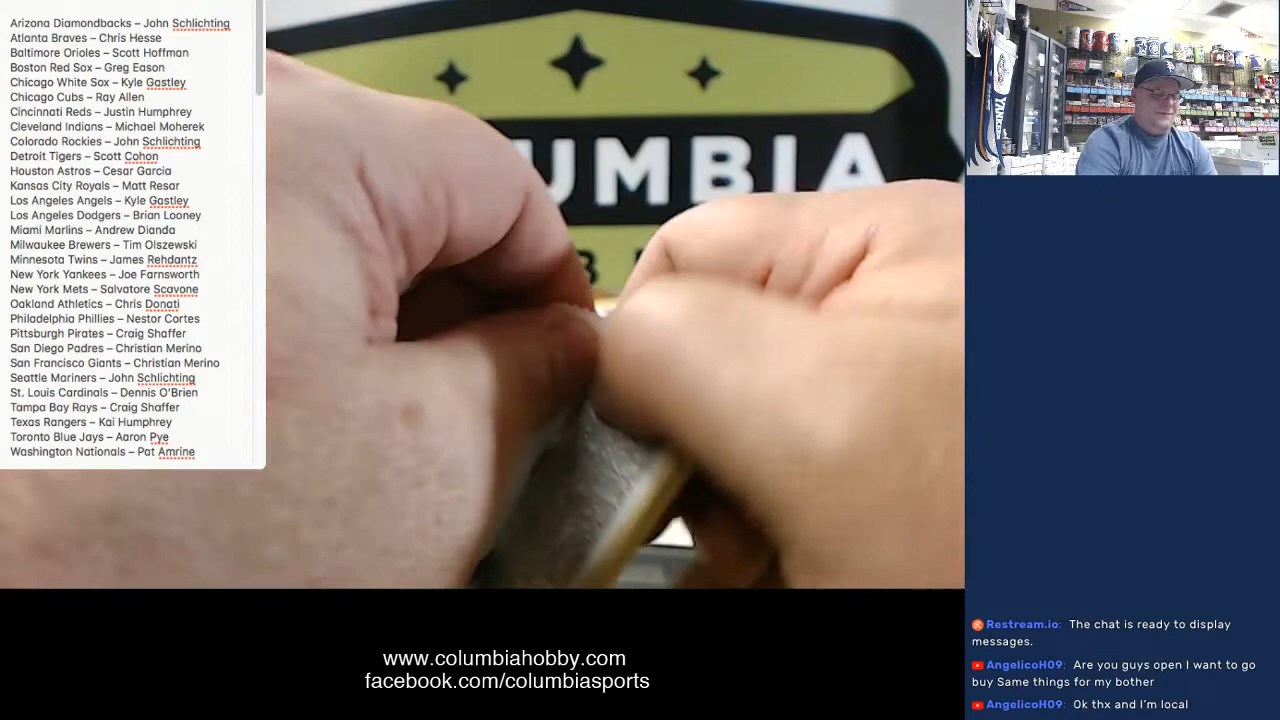 Arizona Diamondbacks – John Schlichting
Atlanta Braves – Chris Hesse
Baltimore Orioles – Scott Hoffman
Boston Red Sox – Greg Eason
Chicago White Sox – Kyle Gastley
Chicago Cubs – Ray Allen
Cincinnati Reds – Justin Humphrey
Cleveland Indians – Michael Moherek
Colorado Rockies – John Schlichting
Detroit Tigers – Scott Cohon
Houston Astros – Cesar Garcia
Kansas City Royals – Matt Resar
Los Angeles Angels – Kyle Gastley
Los Angeles Dodgers – Brian Looney
Miami Marlins – Andrew Dianda
Milwaukee Brewers – Tim Olszewski
Minnesota Twins – James Rehdantz
New York Yankees – Joe Farnsworth
New York Mets – Salvatore Scavone
Oakland Athletics – Chris Donati
Philadelphia Phillies – Nestor Cortes
Pittsburgh Pirates – Craig Shaffer
San Diego Padres – Christian Merino
San Francisco Giants – Christian Merino
Seattle Mariners – John Schlichting
St. Louis Cardinals – Dennis O'Brien
Tampa Bay Rays – Craig Shaffer
Texas Rangers – Kai Humphrey
Toronto Blue Jays – Aaron Pye
Washington Nationals – Pat Amrine
UMBIA
www.columbiahobby.com
facebook.com/columbiasports
Restream.io: The chat is ready to display
messages.
AngelicoH09: Are you guys open I want to go
buy Same things for my bother
AngelicoH09: Ok thx and I'm local